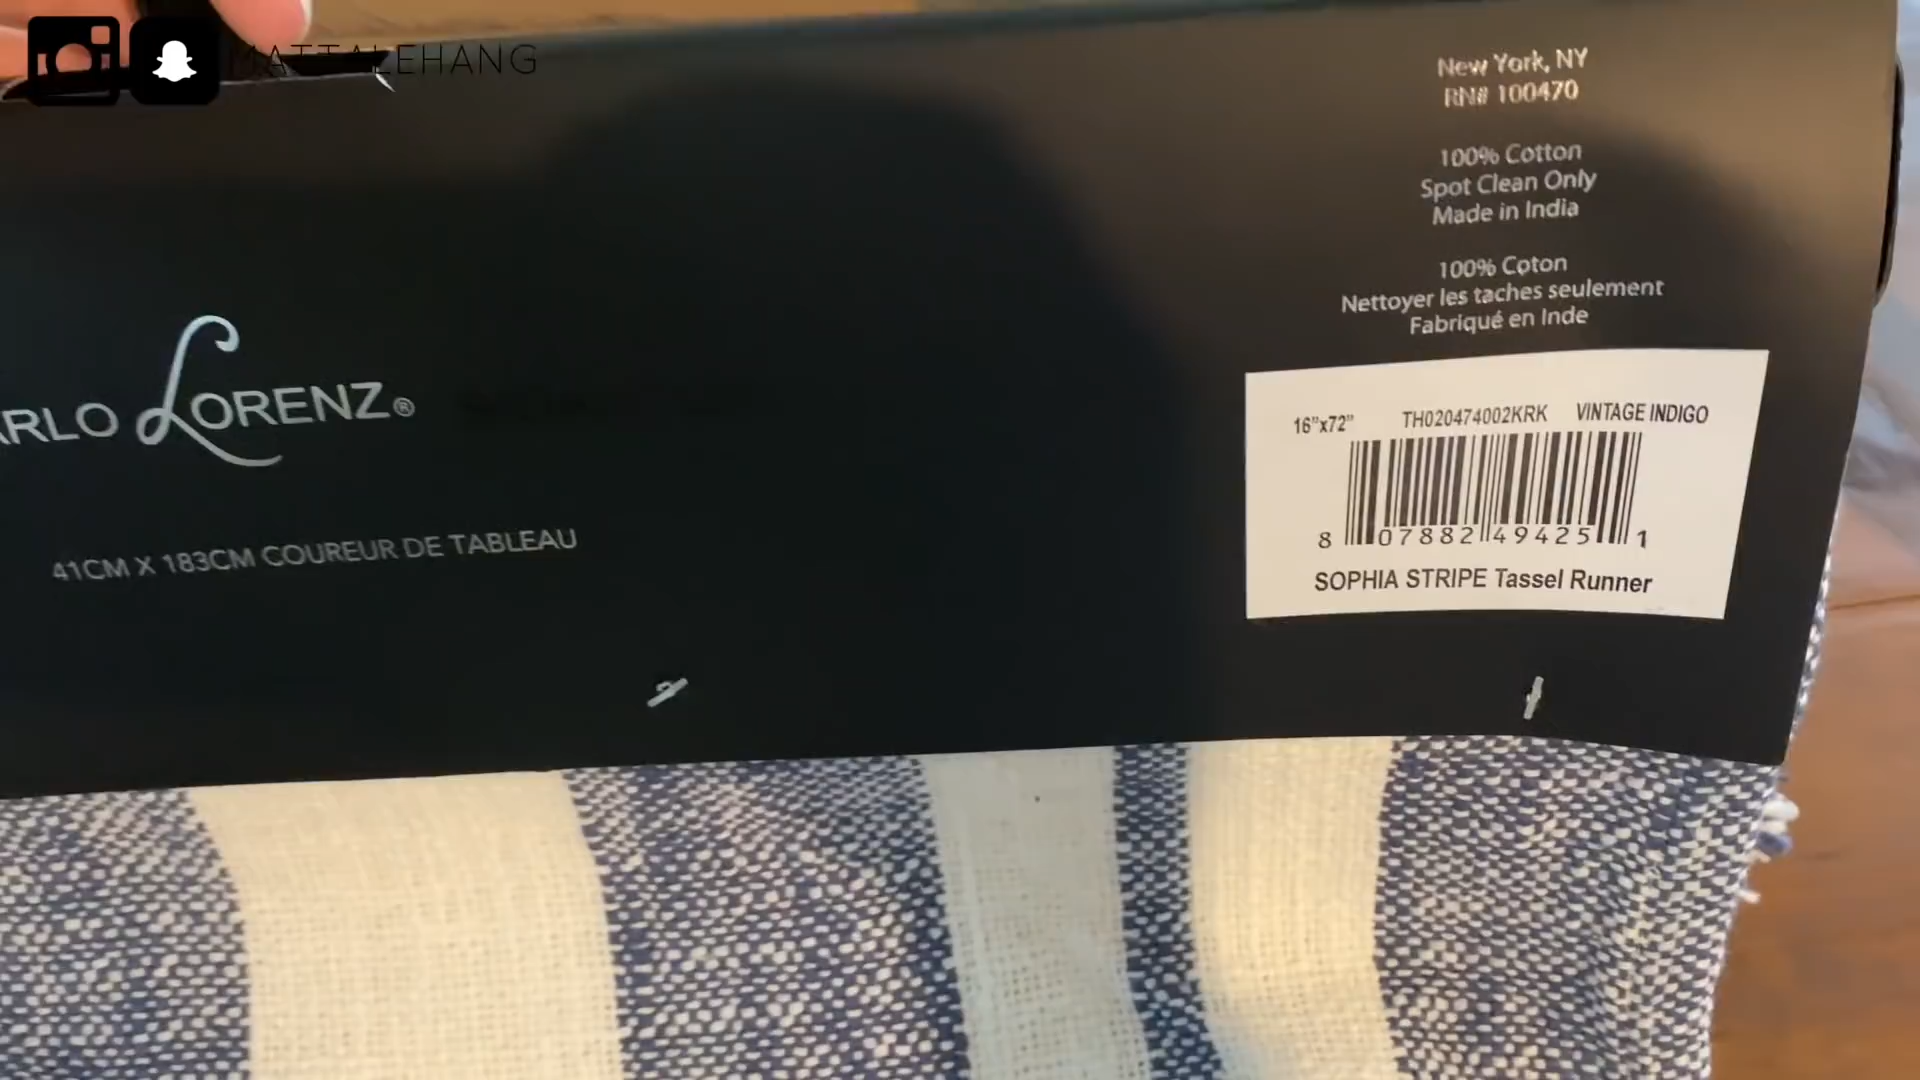 MATTALEHANG
New York, NY
RN# 100470
100% Cotton
Spot Clean Only
Made in India
100% Coton
Nettoyer les taches seulement
Fabriqué en Inde
ARLO LORENZ®
41CM X 183CM COUREUR DE TABLEAU
16"x72" TH020474002KRK VINTAGE INDIGO
8 07882 49425 1
SOPHIA STRIPE Tassel Runner